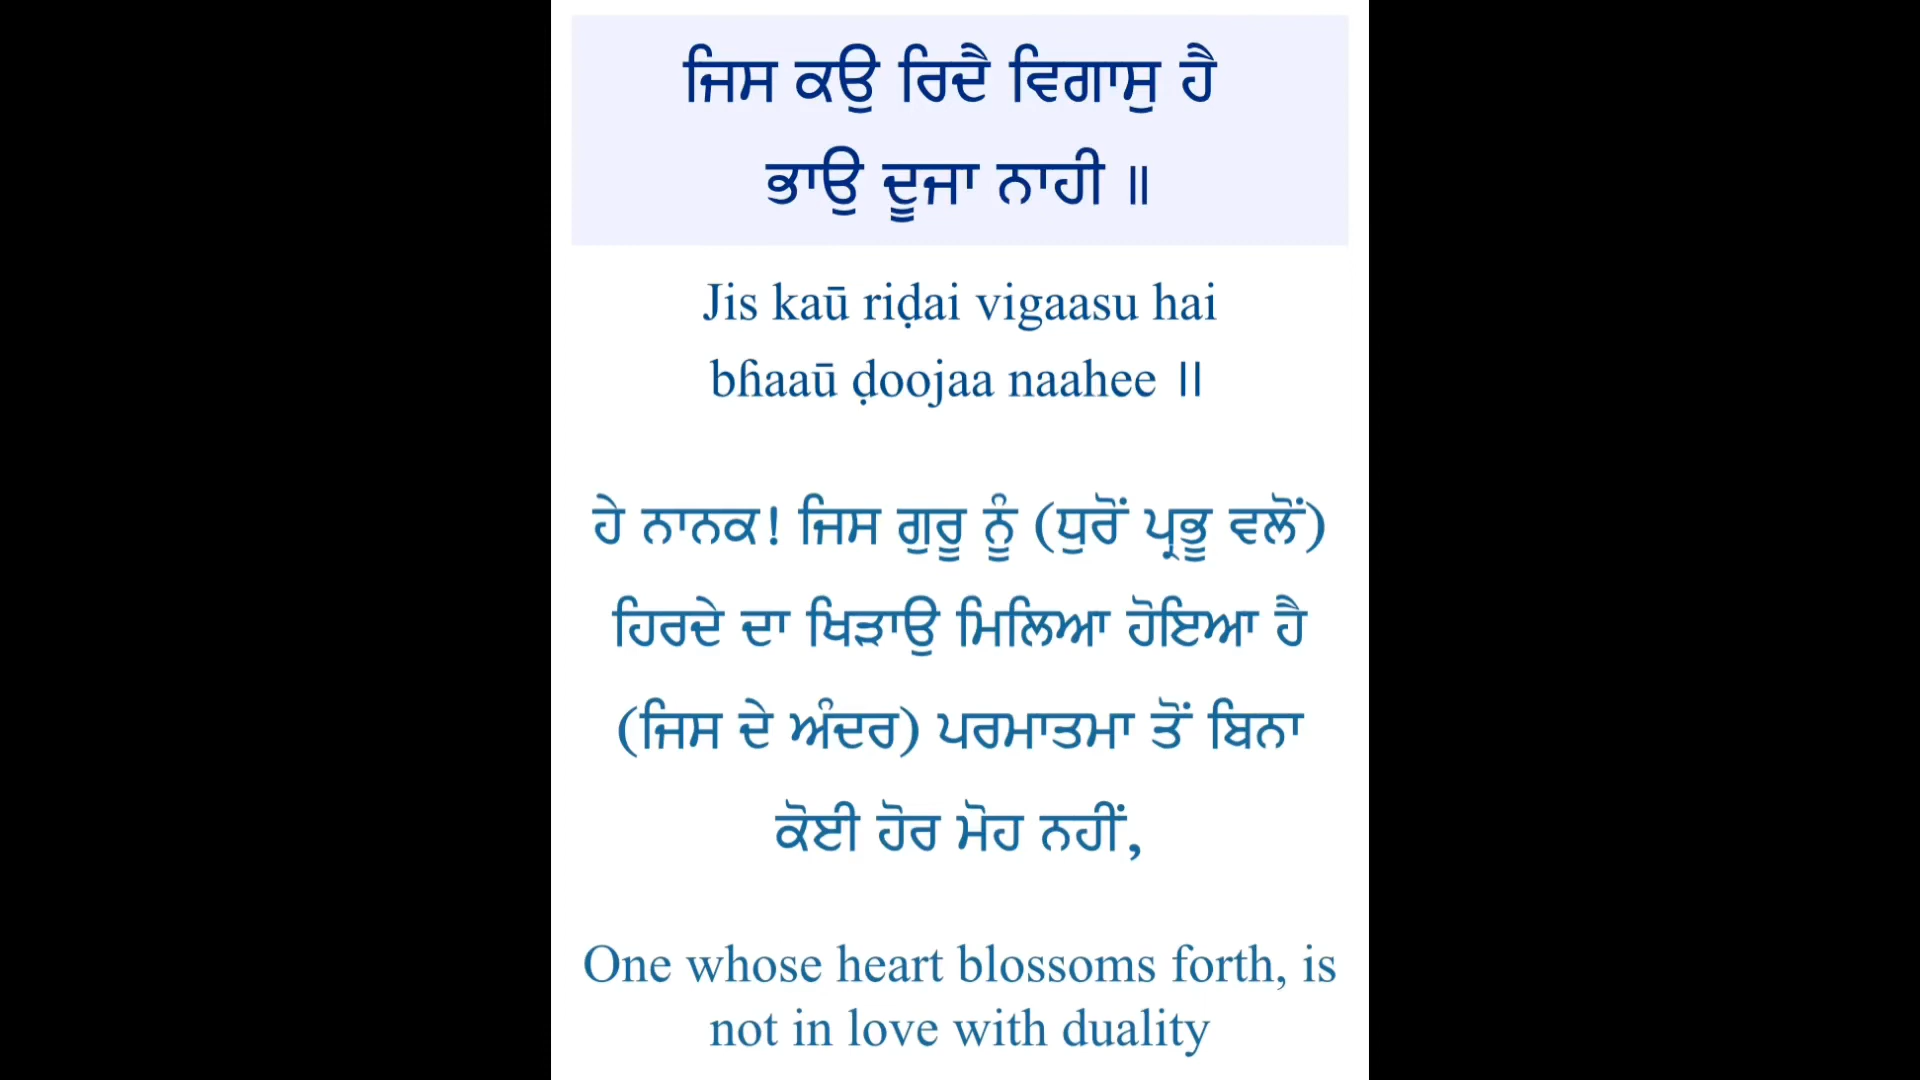 ਜਿਸ ਕਉ ਰਿਦੈ ਵਿਗਾਸੁ ਹੈ
ਭਾਉ ਦੂਜਾ ਨਾਹੀ ॥
Jis kaū riḍai vigaasu hai
bɦaaū ḍoojaa naahee ॥
ਹੇ ਨਾਨਕ! ਜਿਸ ਗੁਰੂ ਨੂੰ (ਧੁਰੋਂ ਪ੍ਰਭੂ ਵਲੋਂ)
ਹਿਰਦੇ ਦਾ ਖਿੜਾਉ ਮਿਲਿਆ ਹੋਇਆ ਹੈ
(ਜਿਸ ਦੇ ਅੰਦਰ) ਪਰਮਾਤਮਾ ਤੋਂ ਬਿਨਾ
ਕੋਈ ਹੋਰ ਮੋਹ ਨਹੀਂ,
One whose heart blossoms forth, is
not in love with duality